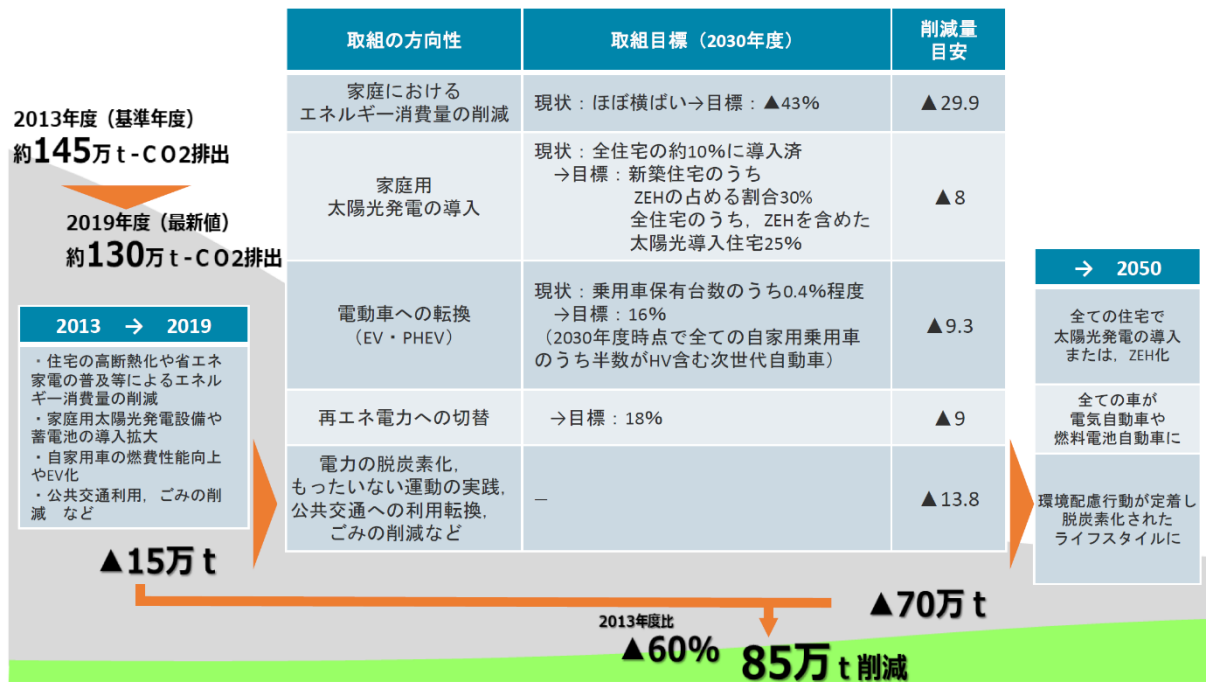 2013年度（基準年度）
約145万ｔ-ＣＯ2排出
2019年度（最新値）
約130万ｔ-ＣＯ2排出
2013 → 2019
・住宅の高断熱化や省エネ
家電の普及等によるエネル
ギー消費量の削減
・家庭用太陽光発電設備や
蓄電池の導入拡大
・自家用車の燃費性能向上
やEV化
・公共交通利用，ごみの削
減　など
▲15万ｔ
取組の方向性
取組目標（2030年度）
削減量
目安
家庭における
エネルギー消費量の削減
現状：ほぼ横ばい→目標：▲43%
▲29.9
家庭用
太陽光発電の導入
現状：全住宅の約10%に導入済
→目標：新築住宅のうち
ZEHの占める割合30%
全住宅のうち，ZEHを含めた
太陽光導入住宅25%
▲8
電動車への転換
（EV・PHEV）
現状：乗用車保有台数のうち0.4%程度
→目標：16%
（2030年度時点で全ての自家用乗用車
のうち半数がHV含む次世代自動車）
▲9.3
再エネ電力への切替
→目標：18%
▲9
電力の脱炭素化，
もったいない運動の実践，
公共交通への利用転換，
ごみの削減など
―
▲13.8
→ 2050
全ての住宅で
太陽光発電の導入
または，ZEH化
全ての車が
電気自動車や
燃料電池自動車に
環境配慮行動が定着し
脱炭素化された
ライフスタイルに
▲70万ｔ
2013年度比
▲60%
85万ｔ削減